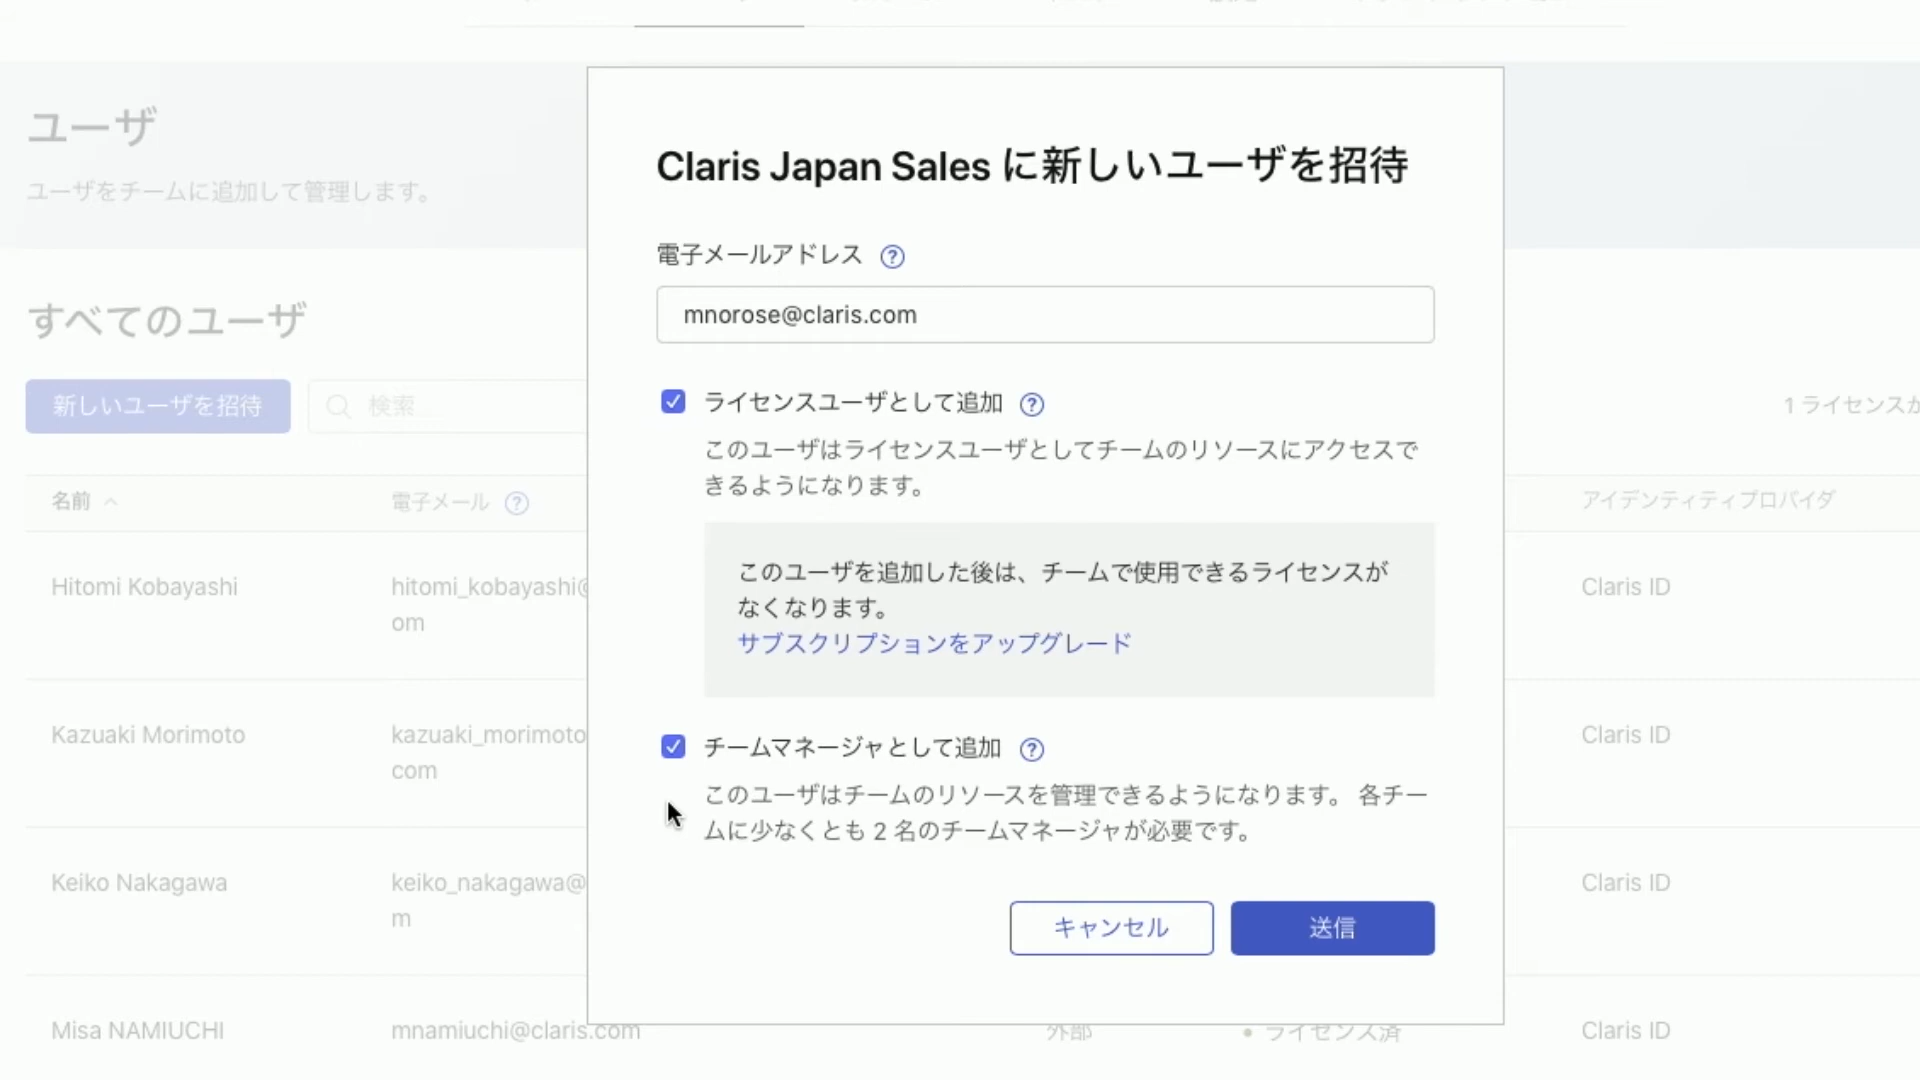 ユーザ
ユーザをチームに追加して管理します。
すべてのユーザ
新しいユーザを招待
検索
1 ライセンスが
名前
電子メール ?
アイデンティティプロバイダ
Hitomi Kobayashi
hitomi_kobayashi@
om
Claris ID
Kazuaki Morimoto
kazuaki_morimoto
com
Claris ID
Keiko Nakagawa
keiko_nakagawa@
m
Claris ID
Misa NAMIUCHI
mnamiuchi@claris.com
外部
• ライセンス済
Claris ID
Claris Japan Sales に新しいユーザを招待
電子メールアドレス ?
mnorose@claris.com
ライセンスユーザとして追加 ?
このユーザはライセンスユーザとしてチームのリソースにアクセスで
きるようになります。
このユーザを追加した後は、チームで使用できるライセンスが
なくなります。
サブスクリプションをアップグレード
チームマネージャとして追加 ?
このユーザはチームのリソースを管理できるようになります。 各チー
ムに少なくとも 2 名のチームマネージャが必要です。
キャンセル
送信